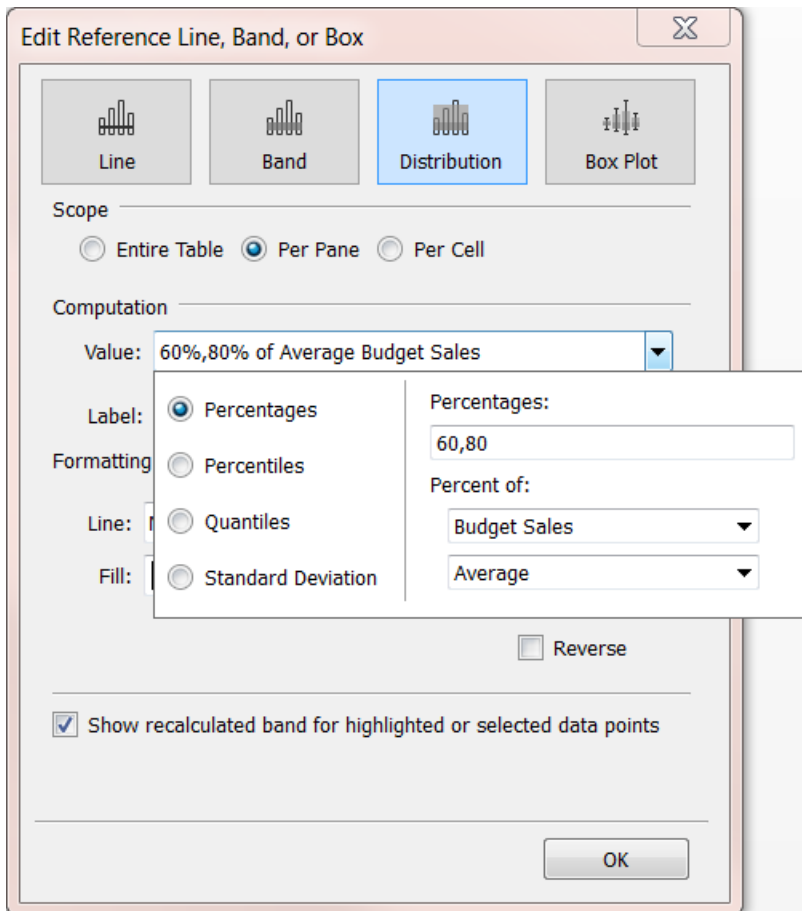 Edit Reference Line, Band, or Box
Line
Band
Distribution
Box Plot
Scope
Entire Table
Per Pane
Per Cell
Computation
Value: 60%,80% of Average Budget Sales
Label:
Percentages
Percentages:
60,80
Formatting
Percentiles
Percent of:
Line:
Quantiles
Budget Sales
Fill:
Standard Deviation
Average
Reverse
Show recalculated band for highlighted or selected data points
OK